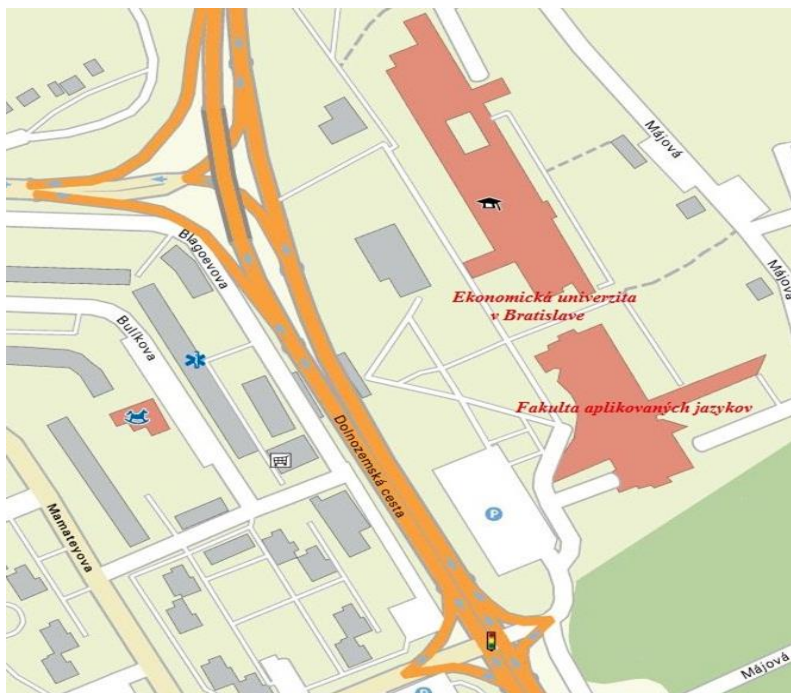 Májová
Blagoevova
Májová
Ekonomická univerzita
v Bratislave
Bulíkova
Fakulta aplikovaných jazykov
Dolnozemská cesta
P
Mamateyova
Májová
P